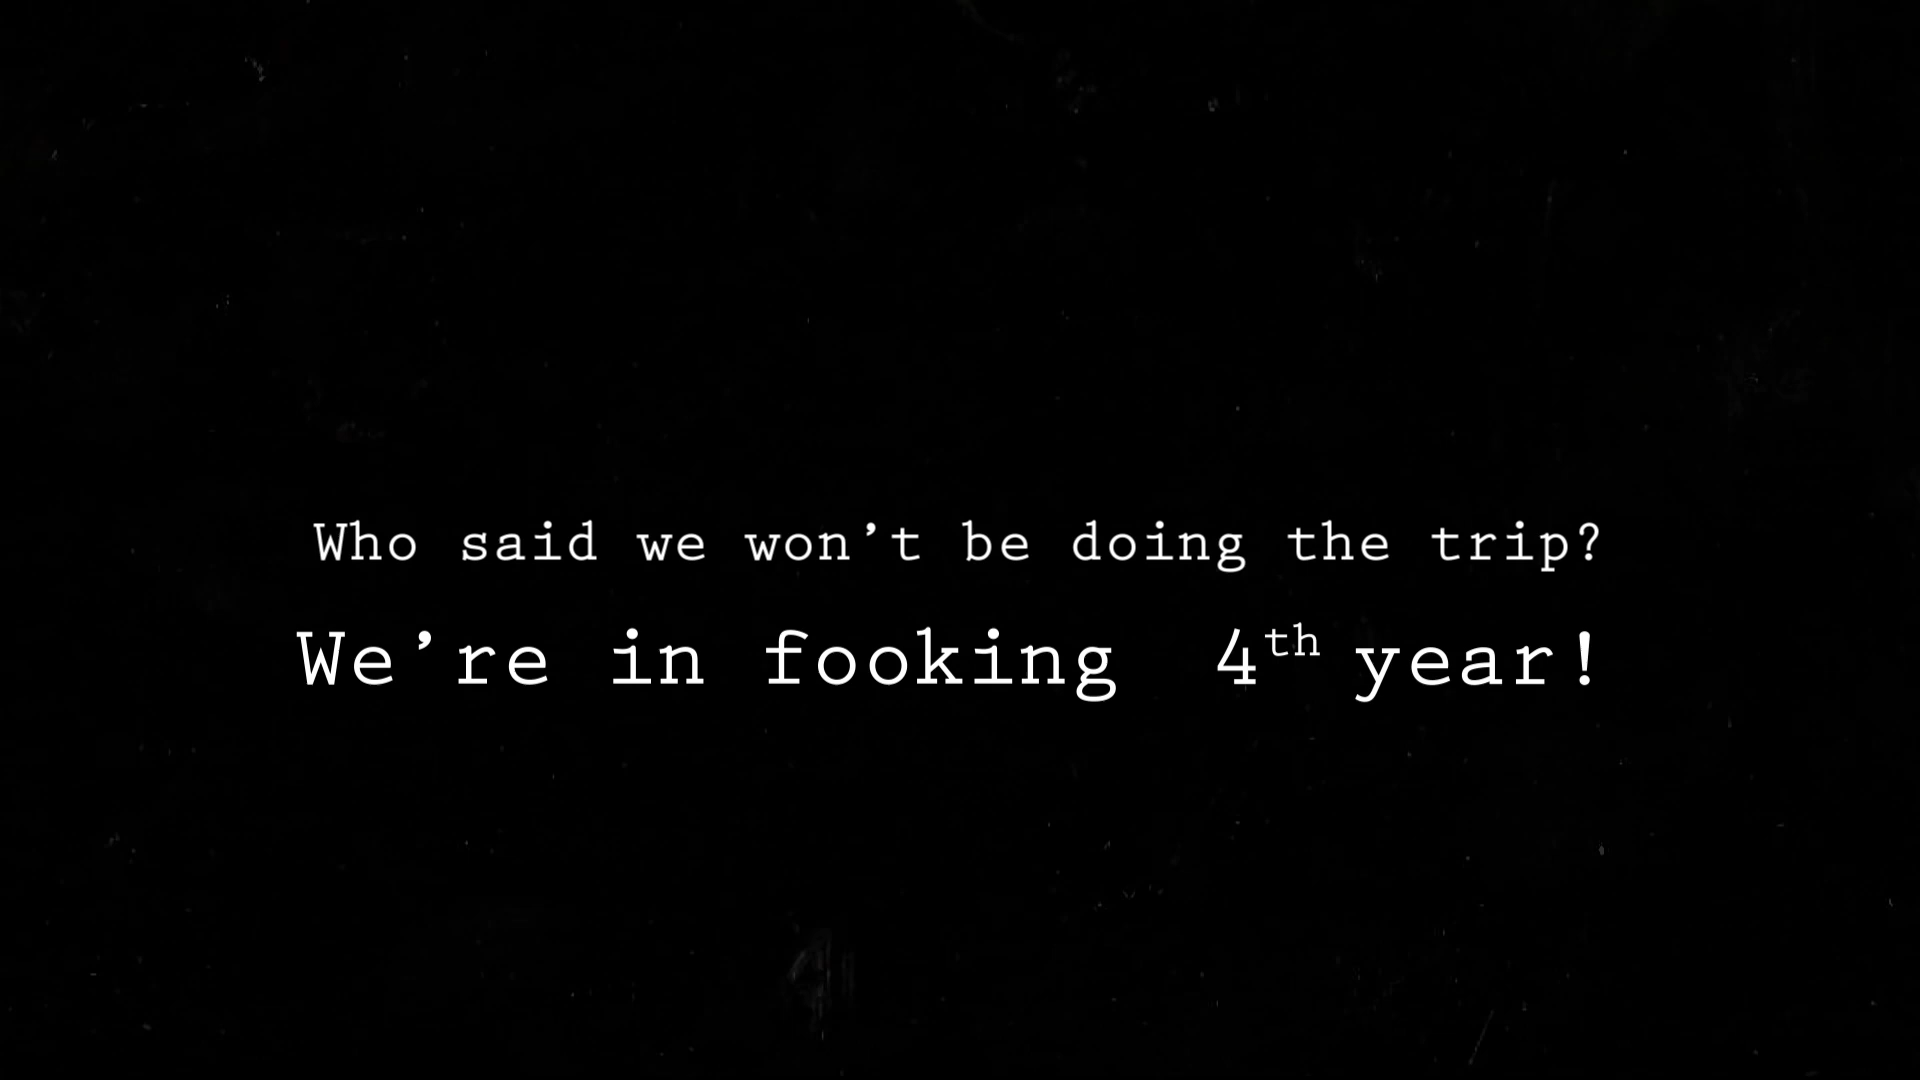 Who said we won’t be doing the trip?
We’re in fooking 4th year!